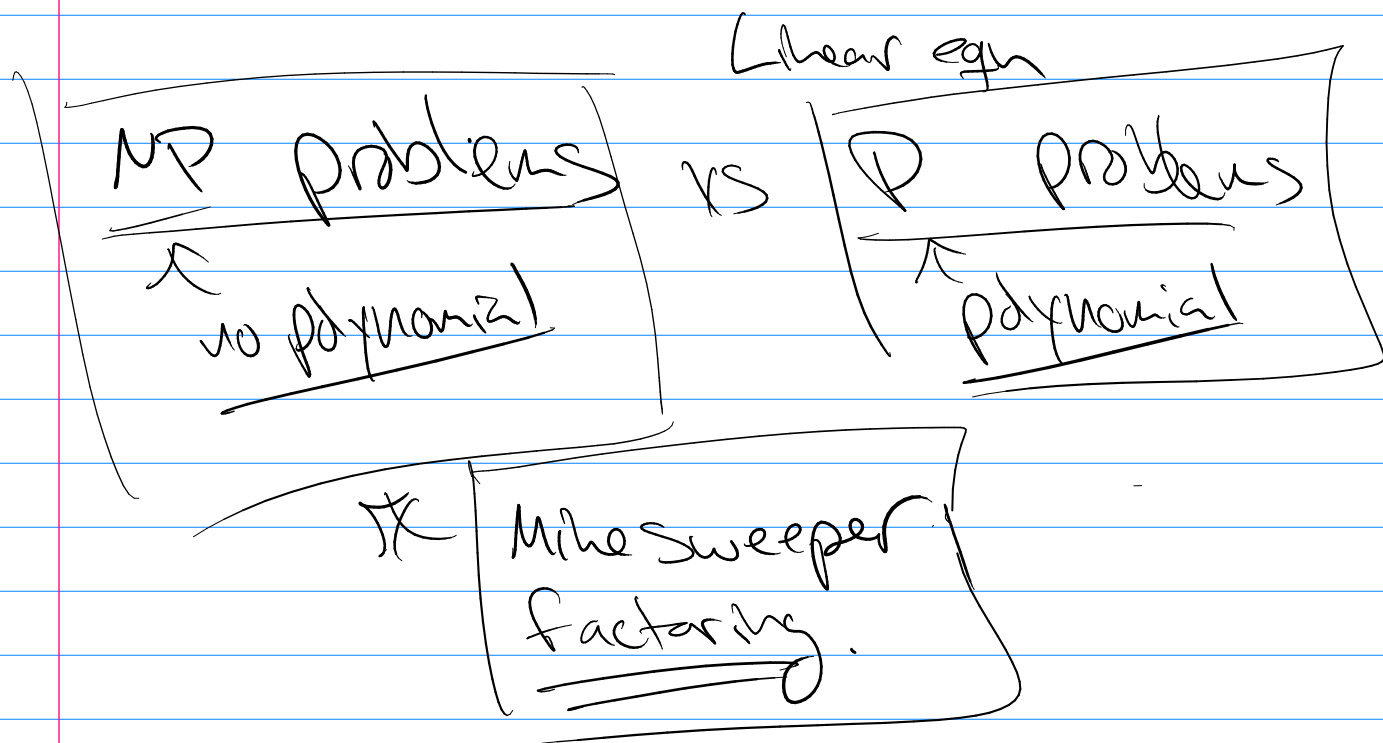 Linear eqn
NP problems vs P problems
no polynomial polynomial
* Minesweeper
factoring.